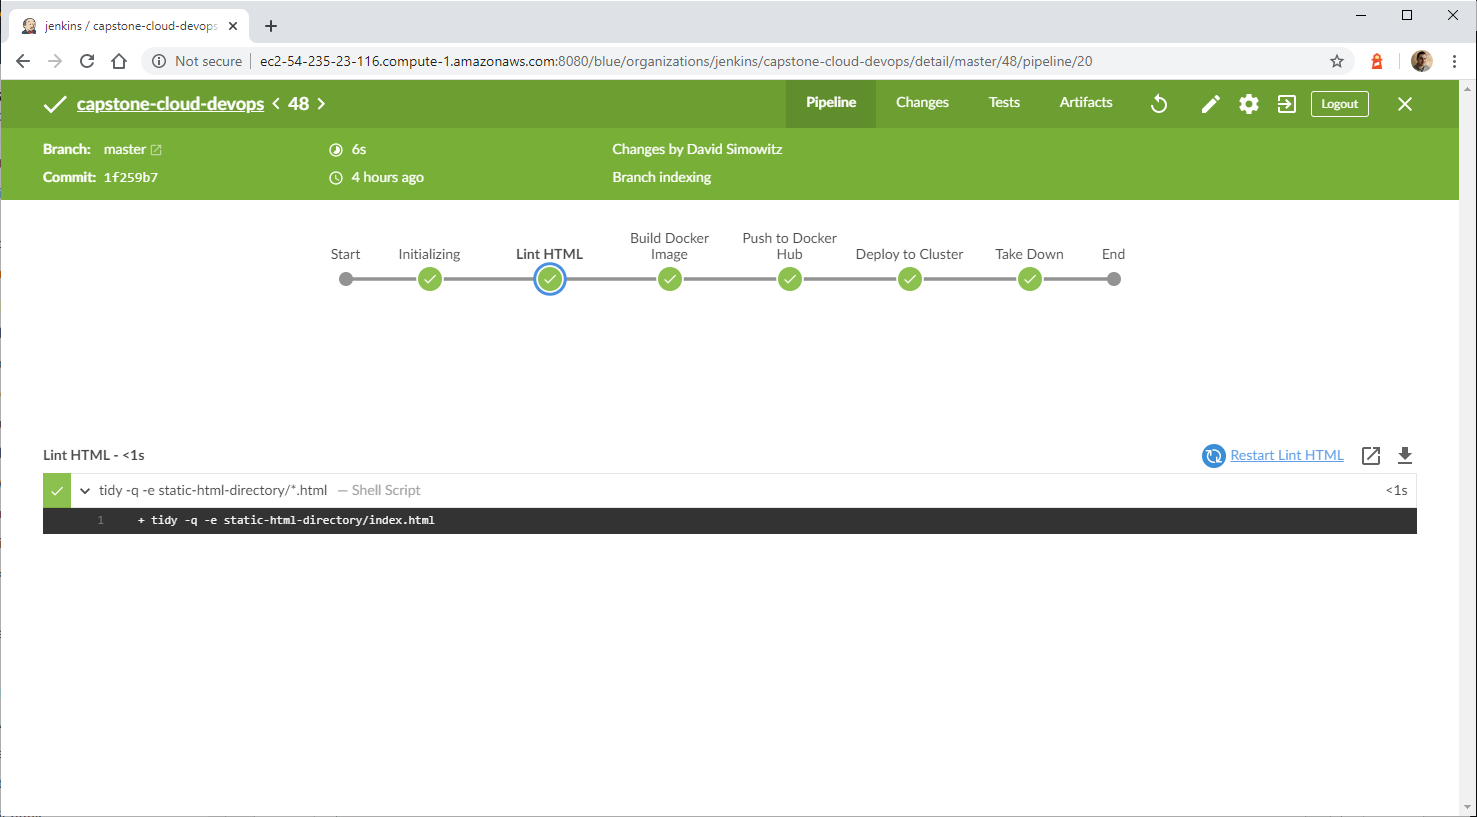 jenkins / capstone-cloud-devops
Not secure ec2-54-235-23-116.compute-1.amazonaws.com:8080/blue/organizations/jenkins/capstone-cloud-devops/detail/master/48/pipeline/20
capstone-cloud-devops < 48 > Pipeline Changes Tests Artifacts Logout
Branch: master 6s Changes by David Simowitz
Commit: 1f259b7 4 hours ago Branch indexing
Start Initializing Lint HTML Build Docker Image Push to Docker Hub Deploy to Cluster Take Down End
Lint HTML - <1s Restart Lint HTML
tidy -q -e static-html-directory/*.html — Shell Script <1s
1 + tidy -q -e static-html-directory/index.html